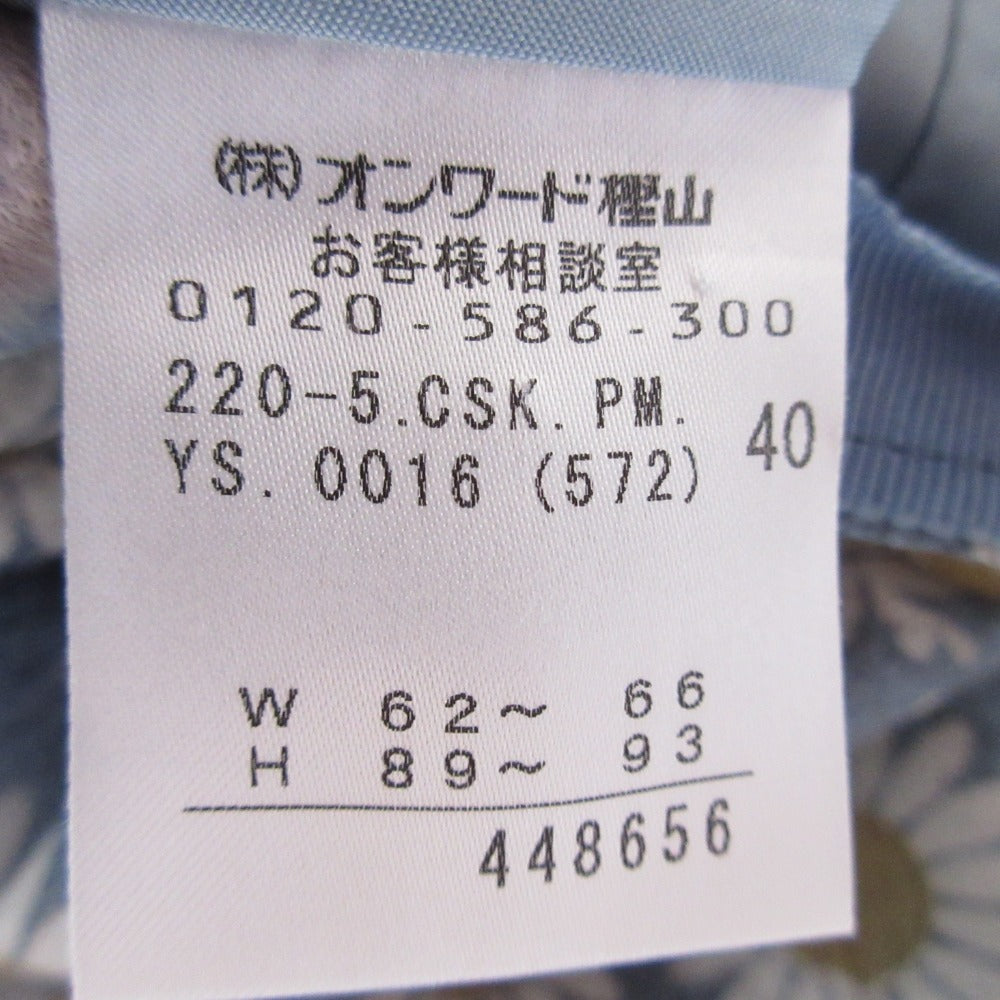 (株)オンワード樫山
お客様相談室
0120-586-300
220-5.CSK.PM.
YS.0016(572) 40
W 62~ 66
H 89~ 93
448656